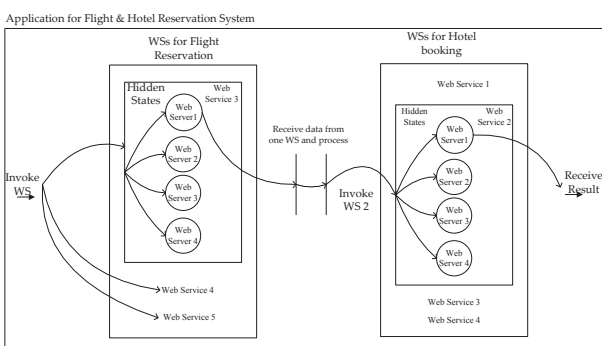 Application for Flight & Hotel Reservation System
WSs for Flight
Reservation
Hidden
States
Web
Service 3
Web
Server1
Web
Server 2
Web
Server 3
Web
Server 4
Web Service 4
Web Service 5
Invoke
WS
Receive data from
one WS and process
Invoke
WS 2
WSs for Hotel
booking
Web Service 1
Hidden
States
Web
Service 2
Web
Server1
Web
Server 2
Web
Server 3
Web
Server 4
Web Service 3
Web Service 4
Receive
Result